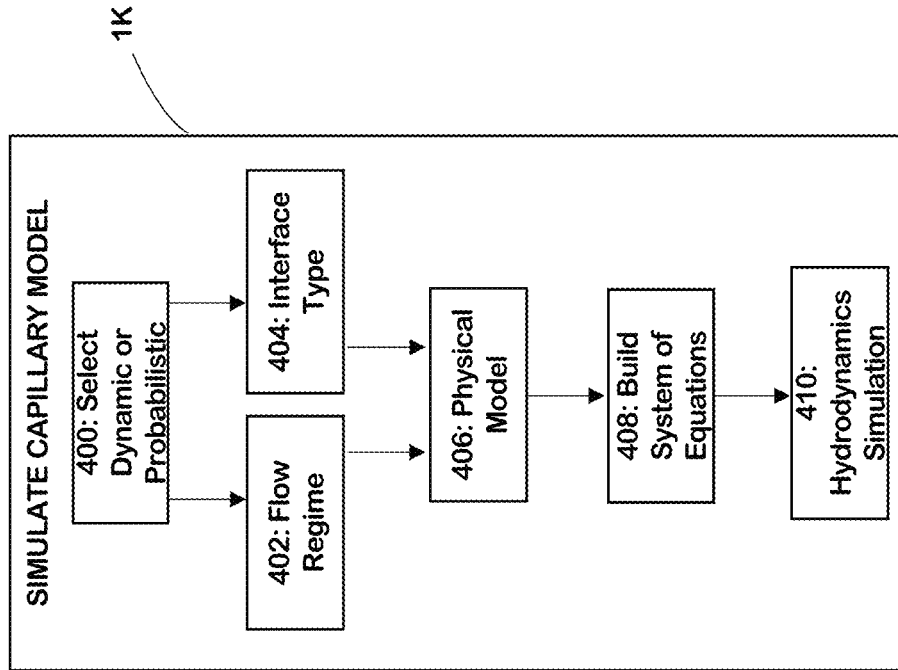 SIMULATE CAPILLARY MODEL
400: Select
Dynamic or
Probabilistic
402: Flow
Regime
404: Interface
Type
406: Physical
Model
408: Build
System of
Equations
410:
Hydrodynamics
Simulation
1K